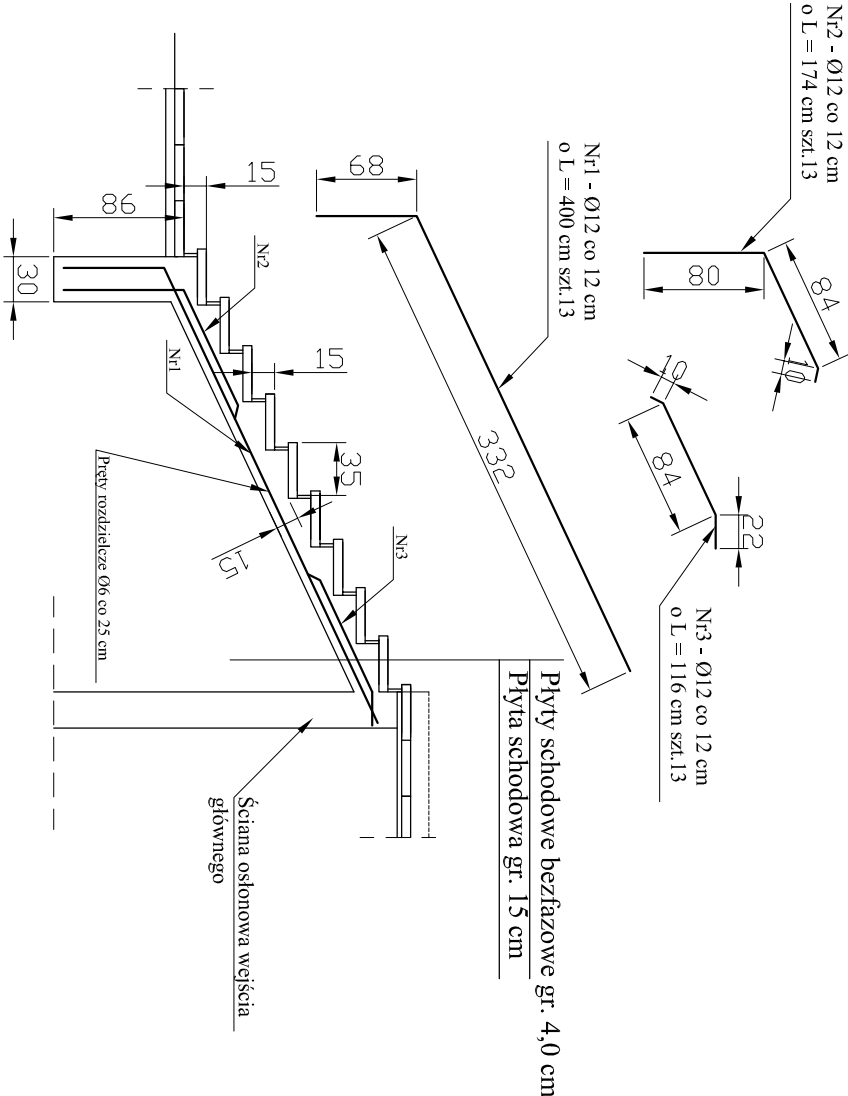 Nr2 - Ø12 co 12 cm
o L = 174 cm szt.13
84
80
10
10
84
22
Nr3 - Ø12 co 12 cm
o L = 116 cm szt.13
Nr1 - Ø12 co 12 cm
o L = 400 cm szt.13
68
332
Płyty schodowe bezfazowe gr. 4,0 cm
Płyta schodowa gr. 15 cm
15
86
30
Nr2
15
35
Nr1
15
Nr3
Pręty rozdzielcze Ø6 co 25 cm
Ściana osłonowa wejścia
głównego